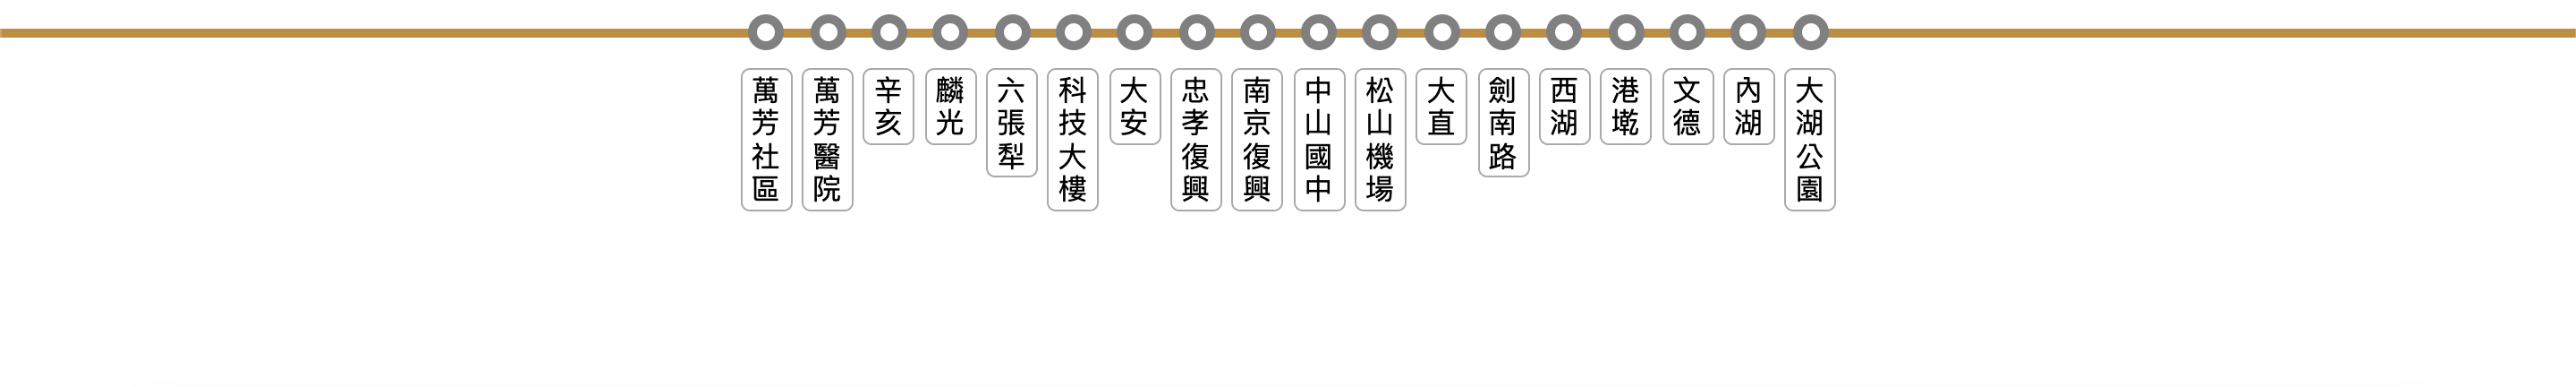 萬芳社區
萬芳醫院
辛亥
麟光
六張犁
科技大樓
大安
忠孝復興
南京復興
中山國中
松山機場
大直
劍南路
西湖
港墘
文德
內湖
大湖公園